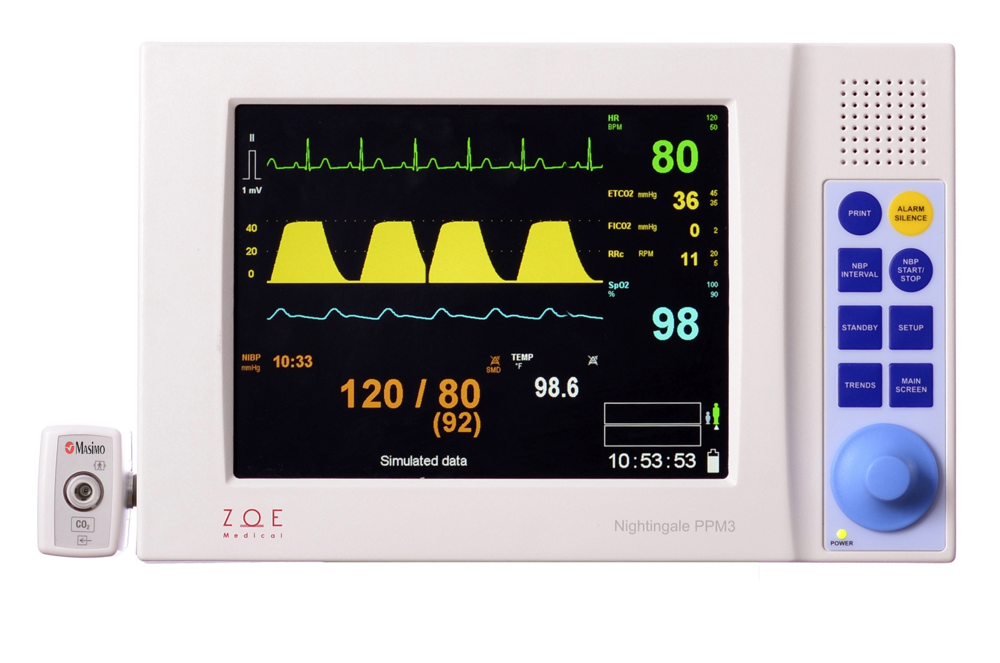 HR 120
BPM 50
80
II
1 mV
ETCO2 mmHg 36 45
35
FICO2 mmHg 0 2
RRc RPM 11 20
5
40
20
0
SpO2 100
% 90
98
NIBP 10:33
mmHg
SMD
120 / 80
(92)
TEMP
°F
98.6
Simulated data
10:53:53
PRINT
ALARM
SILENCE
NBP
INTERVAL
NBP
START/
STOP
STANDBY
SETUP
TRENDS
MAIN
SCREEN
POWER
MASIMO
CO2
ZOE
Medical
Nightingale PPM3